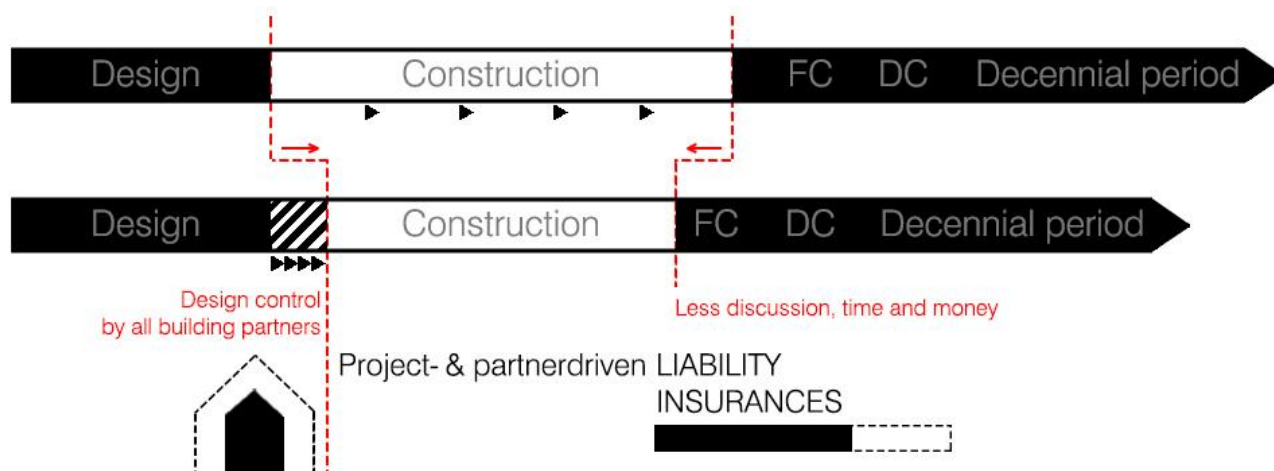 Design Construction FC DC Decennial period
Design Construction FC DC Decennial period
Design control
by all building partners
Less discussion, time and money
Project- & partnerdriven LIABILITY
INSURANCES